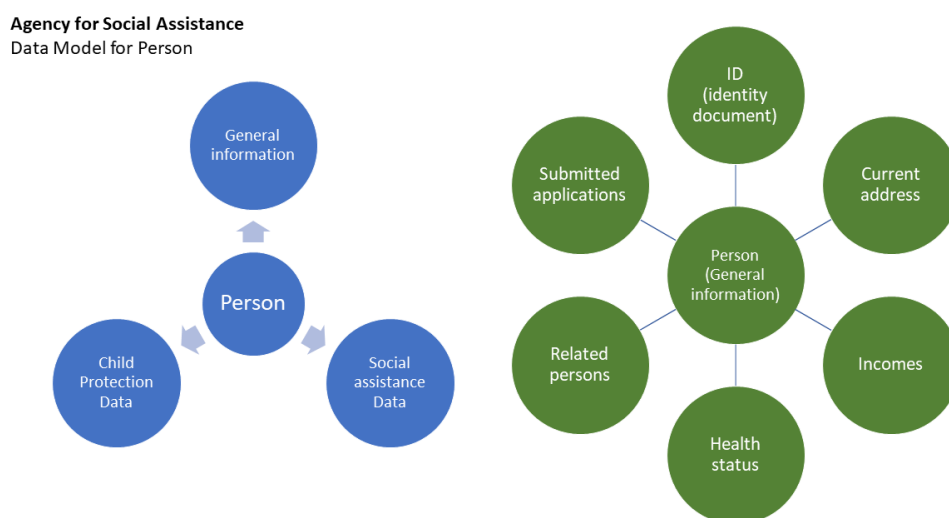 Agency for Social Assistance
Data Model for Person
General
information
Person
Child
Protection
Data
Social
assistance
Data
ID
(identity
document)
Submitted
applications
Current
address
Person
(General
information)
Related
persons
Incomes
Health
status